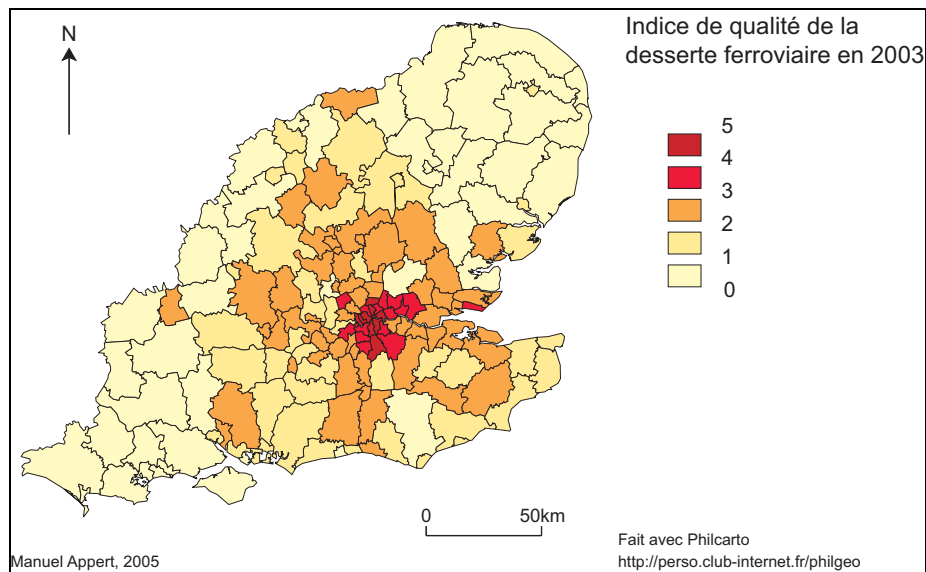 Indice de qualité de la
desserte ferroviaire en 2003
N
5
4
3
2
1
0
0 50km
Manuel Appert, 2005
Fait avec Philcarto
http://perso.club-internet.fr/philgeo